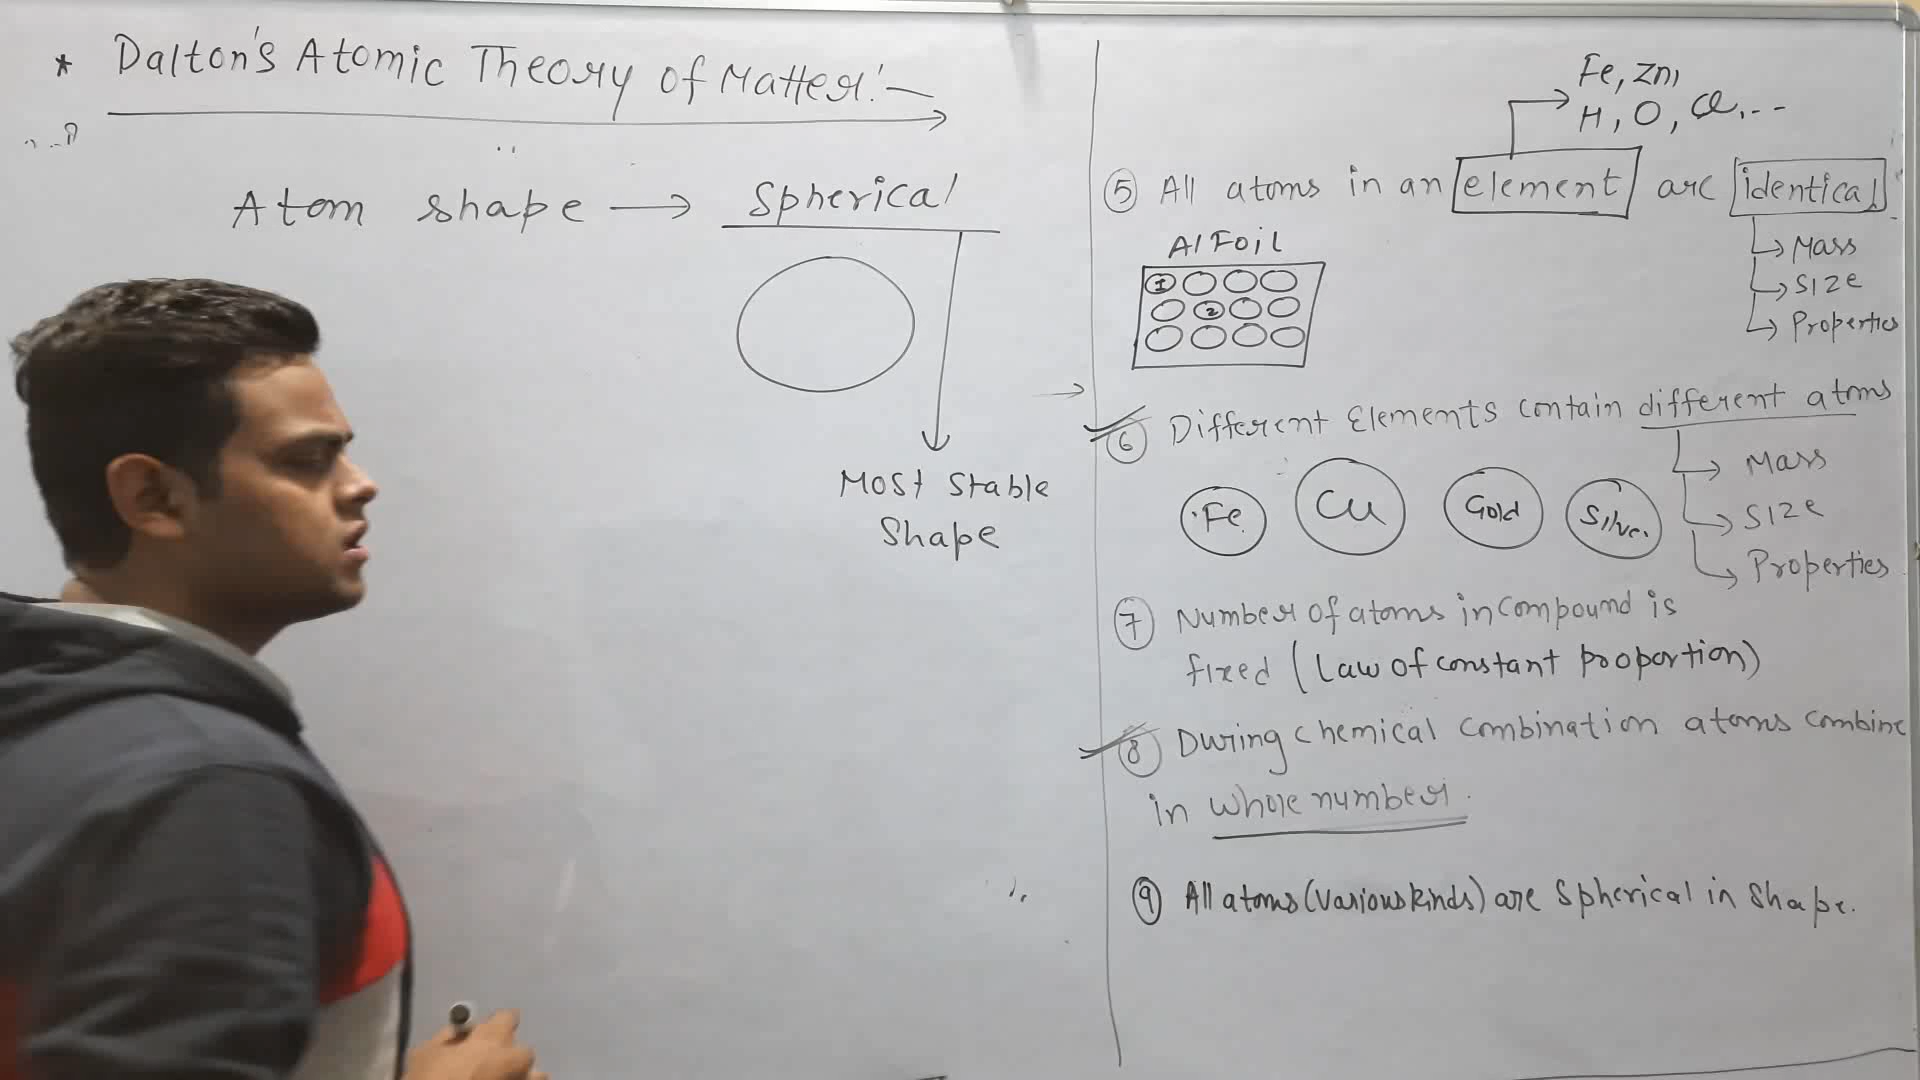 * Dalton's Atomic Theory of Matter:-
Atom shape → Spherical
Most Stable
Shape
Fe, Zn,
H, O, Cl,...
⑤ All atoms in an element are identical
→ Mass
→ Size
→ Properties
Al Foil
1
2
⑥ Different Elements contain different atoms
→ Mass
→ Size
→ Properties
Fe Cu Gold Silver
⑦ Number of atoms in compound is
fixed (Law of constant proportion)
⑧ During chemical combination atoms combine
in whole number.
⑨ All atoms (various kinds) are Spherical in Shape.